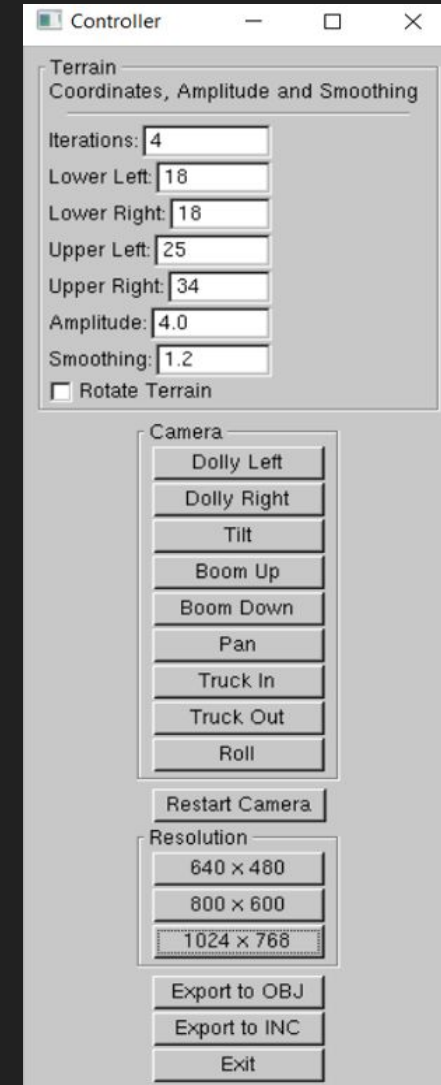 Controller
Terrain
Coordinates, Amplitude and Smoothing
Iterations: 4
Lower Left: 18
Lower Right: 18
Upper Left: 25
Upper Right: 34
Amplitude: 4.0
Smoothing: 1.2
Rotate Terrain
Camera
Dolly Left
Dolly Right
Tilt
Boom Up
Boom Down
Pan
Truck In
Truck Out
Roll
Restart Camera
Resolution
640 x 480
800 x 600
1024 x 768
Export to OBJ
Export to INC
Exit